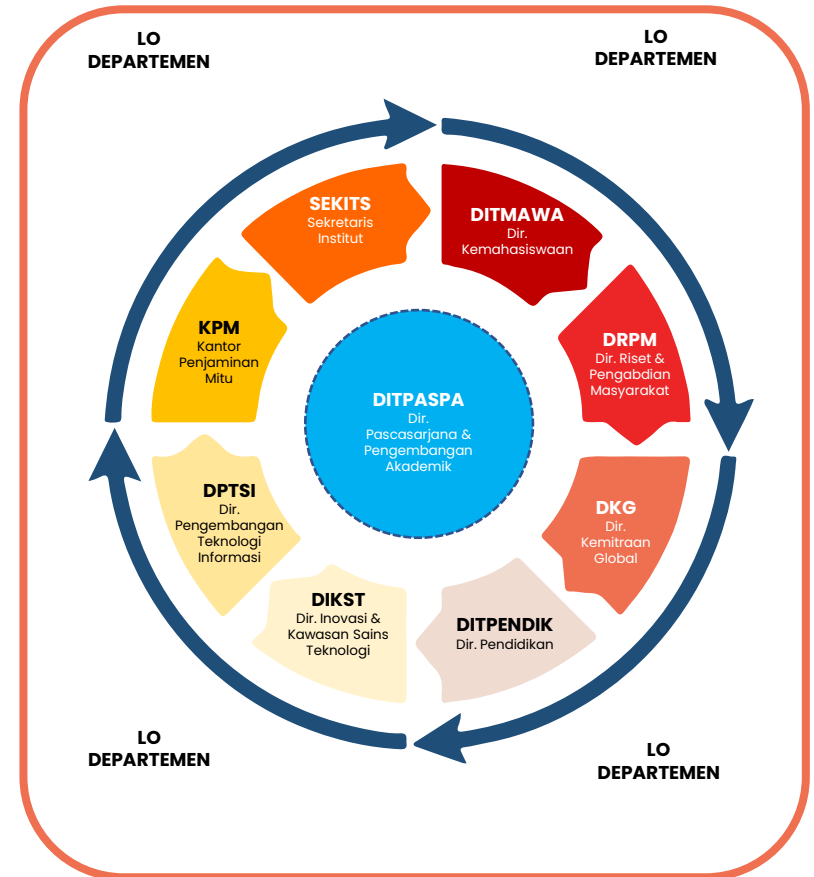 LO
DEPARTEMEN
LO
DEPARTEMEN
SEKITS
Sekretaris
Institut
DITMAWA
Dir.
Kemahasiswaan
KPM
Kantor
Penjaminan
Mitu
DRPM
Dir. Riset &
Pengabdian
Masyarakat
DITPASPA
Dir.
Pascasarjana &
Pengembangan
Akademik
DPTSI
Dir.
Pengembangan
Teknologi
Informasi
DKG
Dir.
Kemitraan
Global
DIKST
Dir. Inovasi &
Kawasan Sains
Teknologi
DITPENDIK
Dir. Pendidikan
LO
DEPARTEMEN
LO
DEPARTEMEN